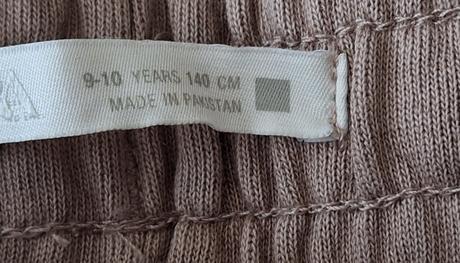 9-10 YEARS 140 CM
MADE IN PAKISTAN